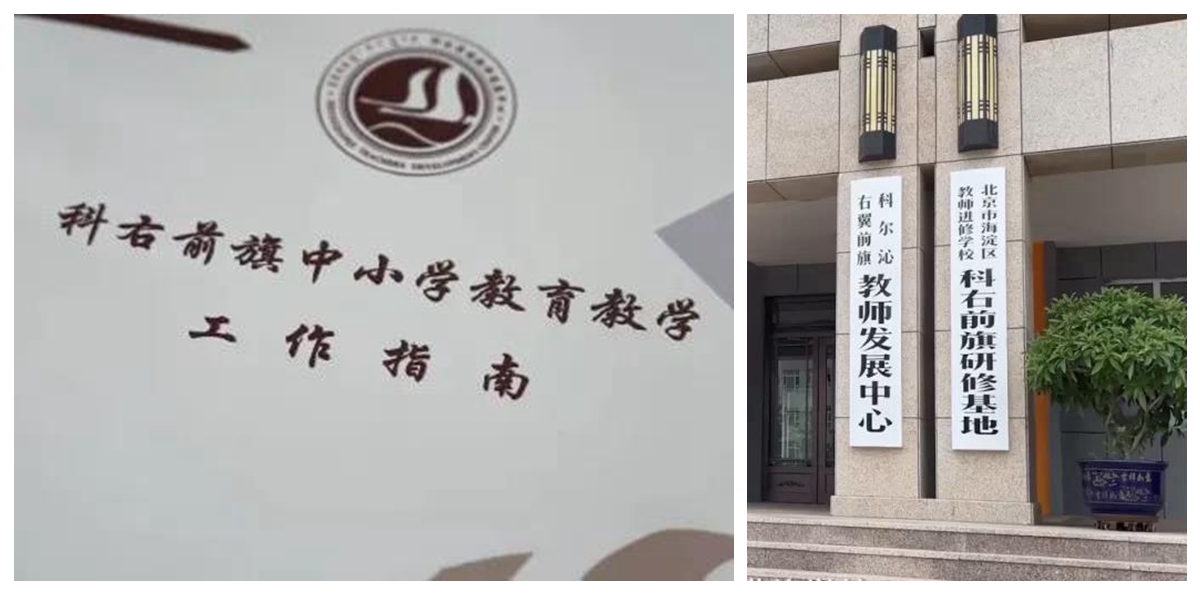 TEACHERS DEVELOPMENT
科右前旗中小学教育教学
工作指南
科尔沁
右翼前旗
教师发展中心
北京市海淀区
教师进修学校
科右前旗研修基地